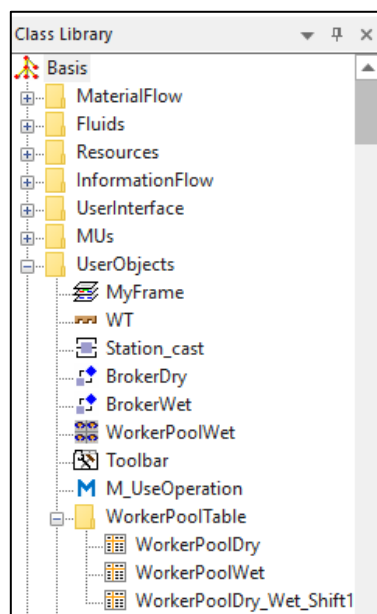 Class Library
Basis
MaterialFlow
Fluids
Resources
InformationFlow
UserInterface
MUs
UserObjects
MyFrame
WT
Station_cast
BrokerDry
BrokerWet
WorkerPoolWet
Toolbar
M_UseOperation
WorkerPoolTable
WorkerPoolDry
WorkerPoolWet
WorkerPoolDry_Wet_Shift1